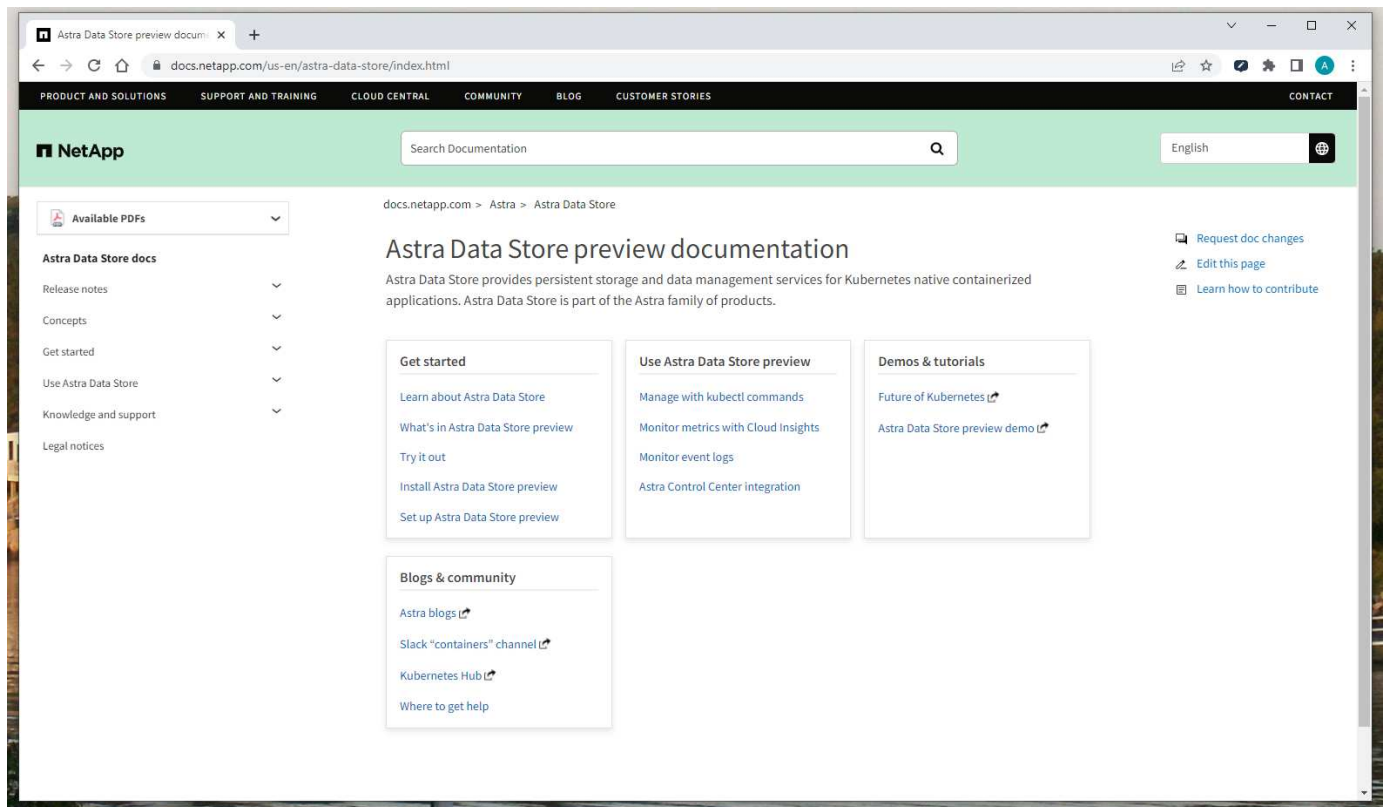 Astra Data Store preview docum
docs.netapp.com/us-en/astra-data-store/index.html
A
PRODUCT AND SOLUTIONS SUPPORT AND TRAINING CLOUD CENTRAL COMMUNITY BLOG CUSTOMER STORIES CONTACT
NetApp
Search Documentation
English
Available PDFs
Astra Data Store docs
Release notes
Concepts
Get started
Use Astra Data Store
Knowledge and support
Legal notices
docs.netapp.com > Astra > Astra Data Store
Astra Data Store preview documentation
Astra Data Store provides persistent storage and data management services for Kubernetes native containerized
applications. Astra Data Store is part of the Astra family of products.
Request doc changes
Edit this page
Learn how to contribute
Get started
Learn about Astra Data Store
What's in Astra Data Store preview
Try it out
Install Astra Data Store preview
Set up Astra Data Store preview
Use Astra Data Store preview
Manage with kubectl commands
Monitor metrics with Cloud Insights
Monitor event logs
Astra Control Center integration
Demos & tutorials
Future of Kubernetes
Astra Data Store preview demo
Blogs & community
Astra blogs
Slack “containers” channel
Kubernetes Hub
Where to get help